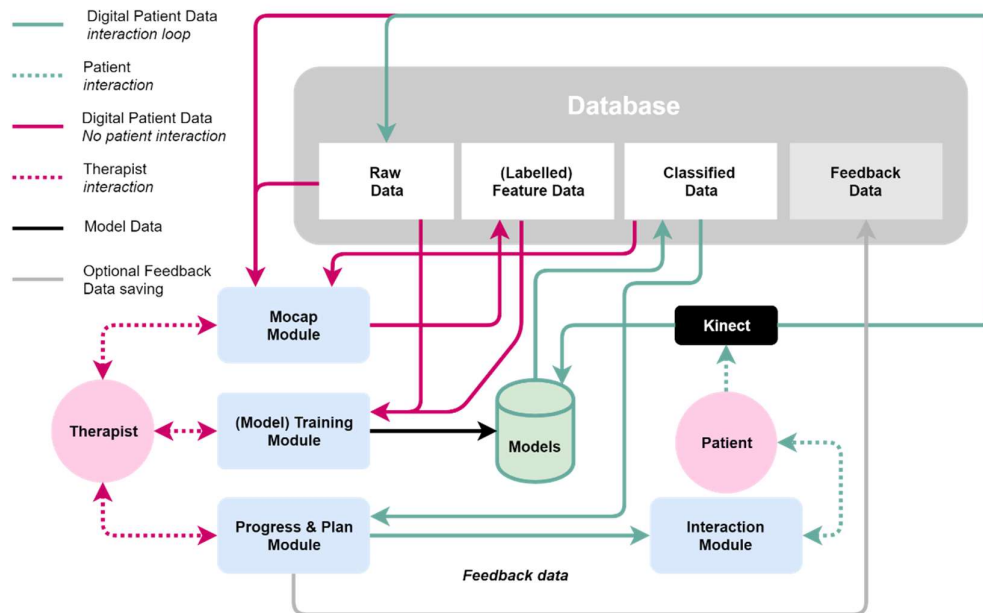 Digital Patient Data
interaction loop
Patient
interaction
Digital Patient Data
No patient interaction
Therapist
interaction
Model Data
Optional Feedback
Data saving
Database
Raw
Data
(Labelled)
Feature Data
Classified
Data
Feedback
Data
Mocap
Module
Kinect
Therapist
(Model) Training
Module
Models
Patient
Progress & Plan
Module
Interaction
Module
Feedback data